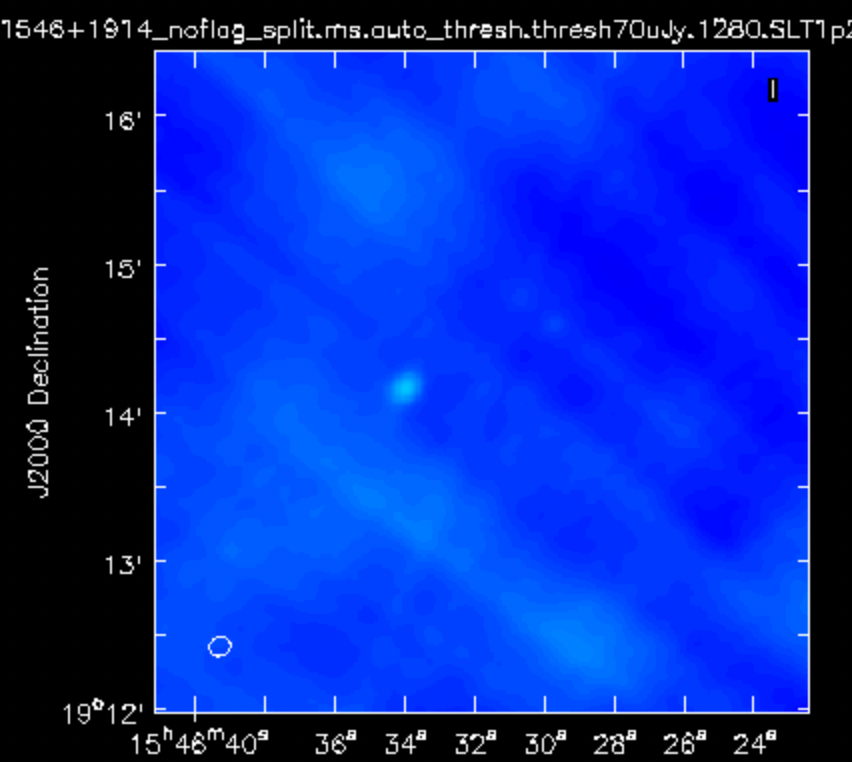 1546+1914_noflag_split.ms.auto_thresh.thresh70uJy.1280.SLT1p2
I
16'
15'
J2000 Declination
14'
13'
19°12'
15ʰ46ᵐ40ˢ 36ˢ 34ˢ 32ˢ 30ˢ 28ˢ 26ˢ 24ˢ